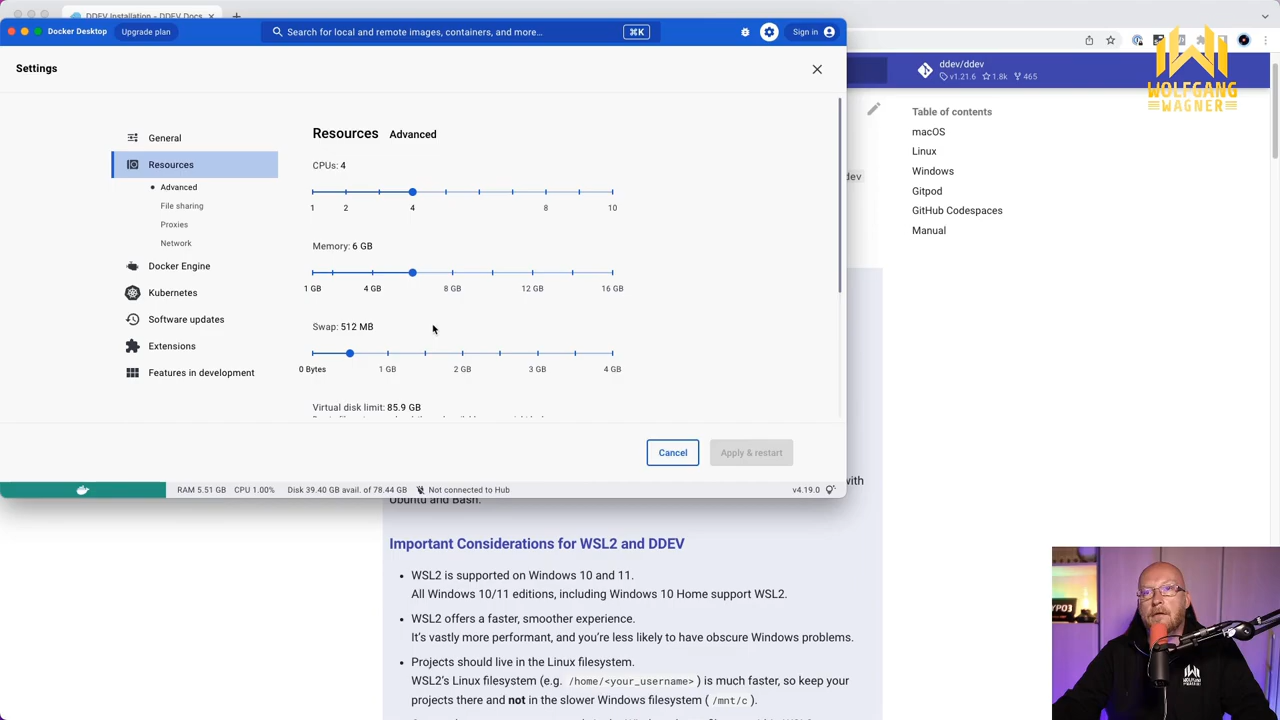 DDEV Installation - DDEV Docs
Docker Desktop
Upgrade plan
Search for local and remote images, containers, and more...
⌘K
Sign in
Settings
General
Resources
Advanced
File sharing
Proxies
Network
Docker Engine
Kubernetes
Software updates
Extensions
Features in development
Resources Advanced
CPUs: 4
1 2 4 8 10
Memory: 6 GB
1 GB 4 GB 8 GB 12 GB 16 GB
Swap: 512 MB
0 Bytes 1 GB 2 GB 3 GB 4 GB
Virtual disk limit: 85.9 GB
Cancel
Apply & restart
RAM 5.51 GB CPU 1.00% Disk 39.40 GB avail. of 78.44 GB Not connected to Hub
v4.19.0
ddev/ddev
v1.21.6 1.8k 465
WOLFGANG
WAGNER
Table of contents
macOS
Linux
Windows
Gitpod
GitHub Codespaces
Manual
dev
with
Ubuntu and Bash.
Important Considerations for WSL2 and DDEV
• WSL2 is supported on Windows 10 and 11.
All Windows 10/11 editions, including Windows 10 Home support WSL2.
• WSL2 offers a faster, smoother experience.
It's vastly more performant, and you're less likely to have obscure Windows problems.
• Projects should live in the Linux filesystem.
WSL2's Linux filesystem (e.g. /home/<your_username> ) is much faster, so keep your
projects there and not in the slower Windows filesystem ( /mnt/c ).
YPO3
WOLFGANG
WAGNER